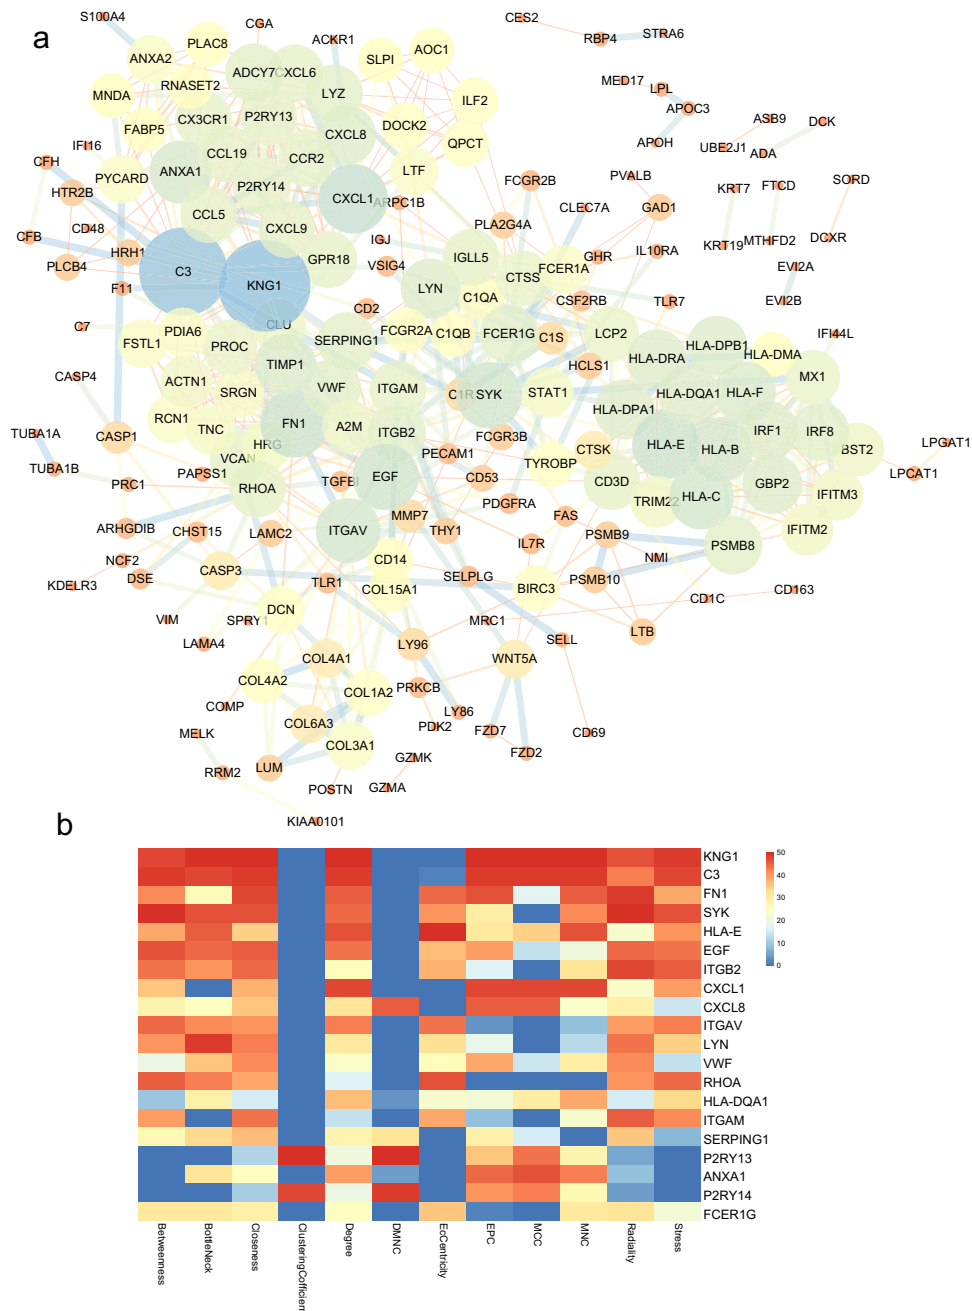 a
S100A4
CGA
CES2
STRA6
RBP4
PLAC8
ACKR1
AOC1
ANXA2
SLPI
MED17
LPL
ADCY7
CXCL6
RNASET2
MNDA
LYZ
ILF2
APOC3
P2RY13
CX3CR1
FABP5
CXCL8
DOCK2
ASB9
DCK
IFI16
CCL19
QPCT
APOH
UBE2J1
ADA
CFH
CCR2
PYCARD
ANXA1
LTF
HTR2B
P2RY14
FCGR2B
PVALB
KRT7
FTCD
SORD
CXCL1
ARPC1B
CCL5
CLEC7A
GAD1
CD48
CXCL9
PLA2G4A
CFB
IGJ
KRT19
MTHFD2
DCXR
HRH1
GPR18
IGLL5
GHR
IL10RA
PLCB4
C3
VSIG4
CTSS
FCER1A
EVI2A
F11
KNG1
LYN
C1QA
CSF2RB
TLR7
EVI2B
CD2
C7
CLU
PDIA6
FSTL1
PROC
SERPING1
FCGR2A
C1QB
FCER1G
C1S
LCP2
IFI44L
HLA-DPB1
HLA-DRA
HLA-DMA
CASP4
TIMP1
HCLS1
ACTN1
SRGN
VWF
ITGAM
C1R
SYK
STAT1
HLA-DQA1
HLA-F
MX1
RCN1
HLA-DPA1
TNC
FN1
A2M
ITGB2
TUBA1A
CASP1
HRG
FCGR3B
HLA-E
HLA-B
IRF1
IRF8
LPGAT1
VCAN
PECAM1
CTSK
BST2
TUBA1B
PAPSS1
TYROBP
LPCAT1
PRC1
RHOA
TGFBI
EGF
CD53
CD3D
GBP2
IFITM3
PDGFRA
TRIM22
HLA-C
ARHGDIB
CHST15
LAMC2
ITGAV
MMP7
THY1
FAS
IFITM2
PSMB9
IL7R
PSMB8
NCF2
CD14
NMI
KDELR3
DSE
CASP3
TLR1
SELPLG
PSMB10
COL15A1
BIRC3
CD163
CD1C
DCN
VIM
SPRY1
MRC1
LAMA4
LY96
SELL
LTB
COL4A1
WNT5A
COL4A2
COL1A2
PRKCB
COMP
LY86
COL6A3
PDK2
FZD7
CD69
MELK
COL3A1
FZD2
GZMK
RRM2
LUM
POSTN
GZMA
KIAA0101
b
KNG1
C3
FN1
SYK
HLA-E
EGF
ITGB2
CXCL1
CXCL8
ITGAV
LYN
VWF
RHOA
HLA-DQA1
ITGAM
SERPING1
P2RY13
ANXA1
P2RY14
FCER1G
50
40
30
20
10
0
Betweenness
BottleNeck
Closeness
ClusteringCofficien
Degree
DMNC
EcCentricity
EPC
MCC
MNC
Radiality
Stress